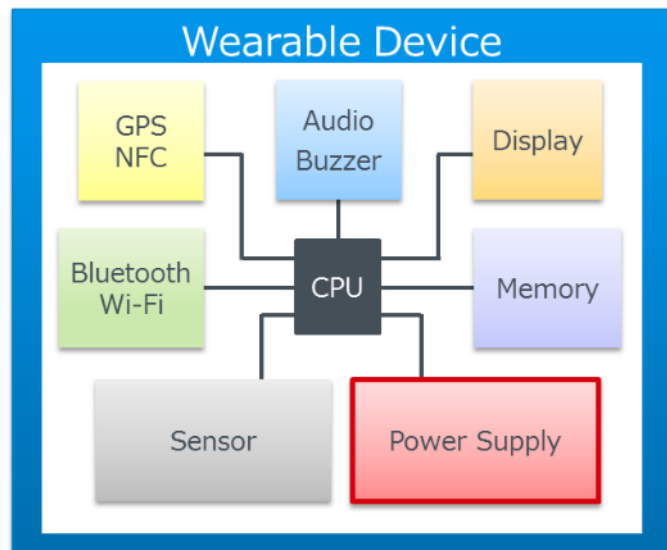 Wearable Device
GPS
NFC
Audio
Buzzer
Display
Bluetooth
Wi-Fi
CPU
Memory
Sensor
Power Supply